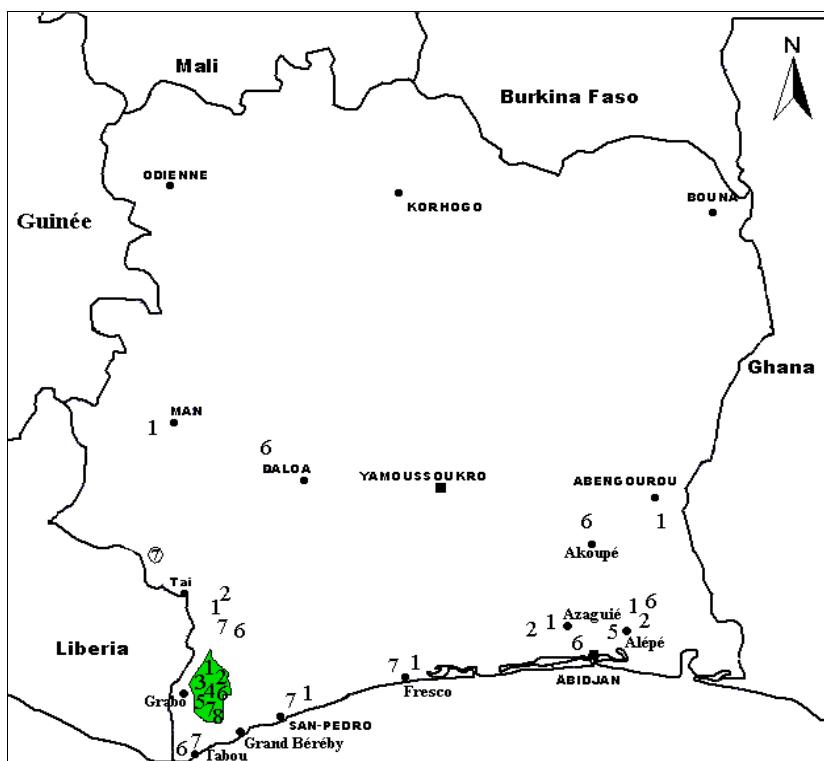 Mali
N
Burkina Faso
ODIENNE
KORHOGO
BOUNA
Guinée
Ghana
MAN
1
6
DALOA
YAMOUSSOUKRO
ABENGOUROU
6
1
Akoupé
7
Tai
2
1
7
6
1
6
Azaguié
2
1
5
2
Alépé
6
Liberia
ABIDJAN
1
3
2
4
6
5
7
8
Grabo
7
1
Fresco
7
1
SAN-PEDRO
Grand Béréby
6
7
Tabou